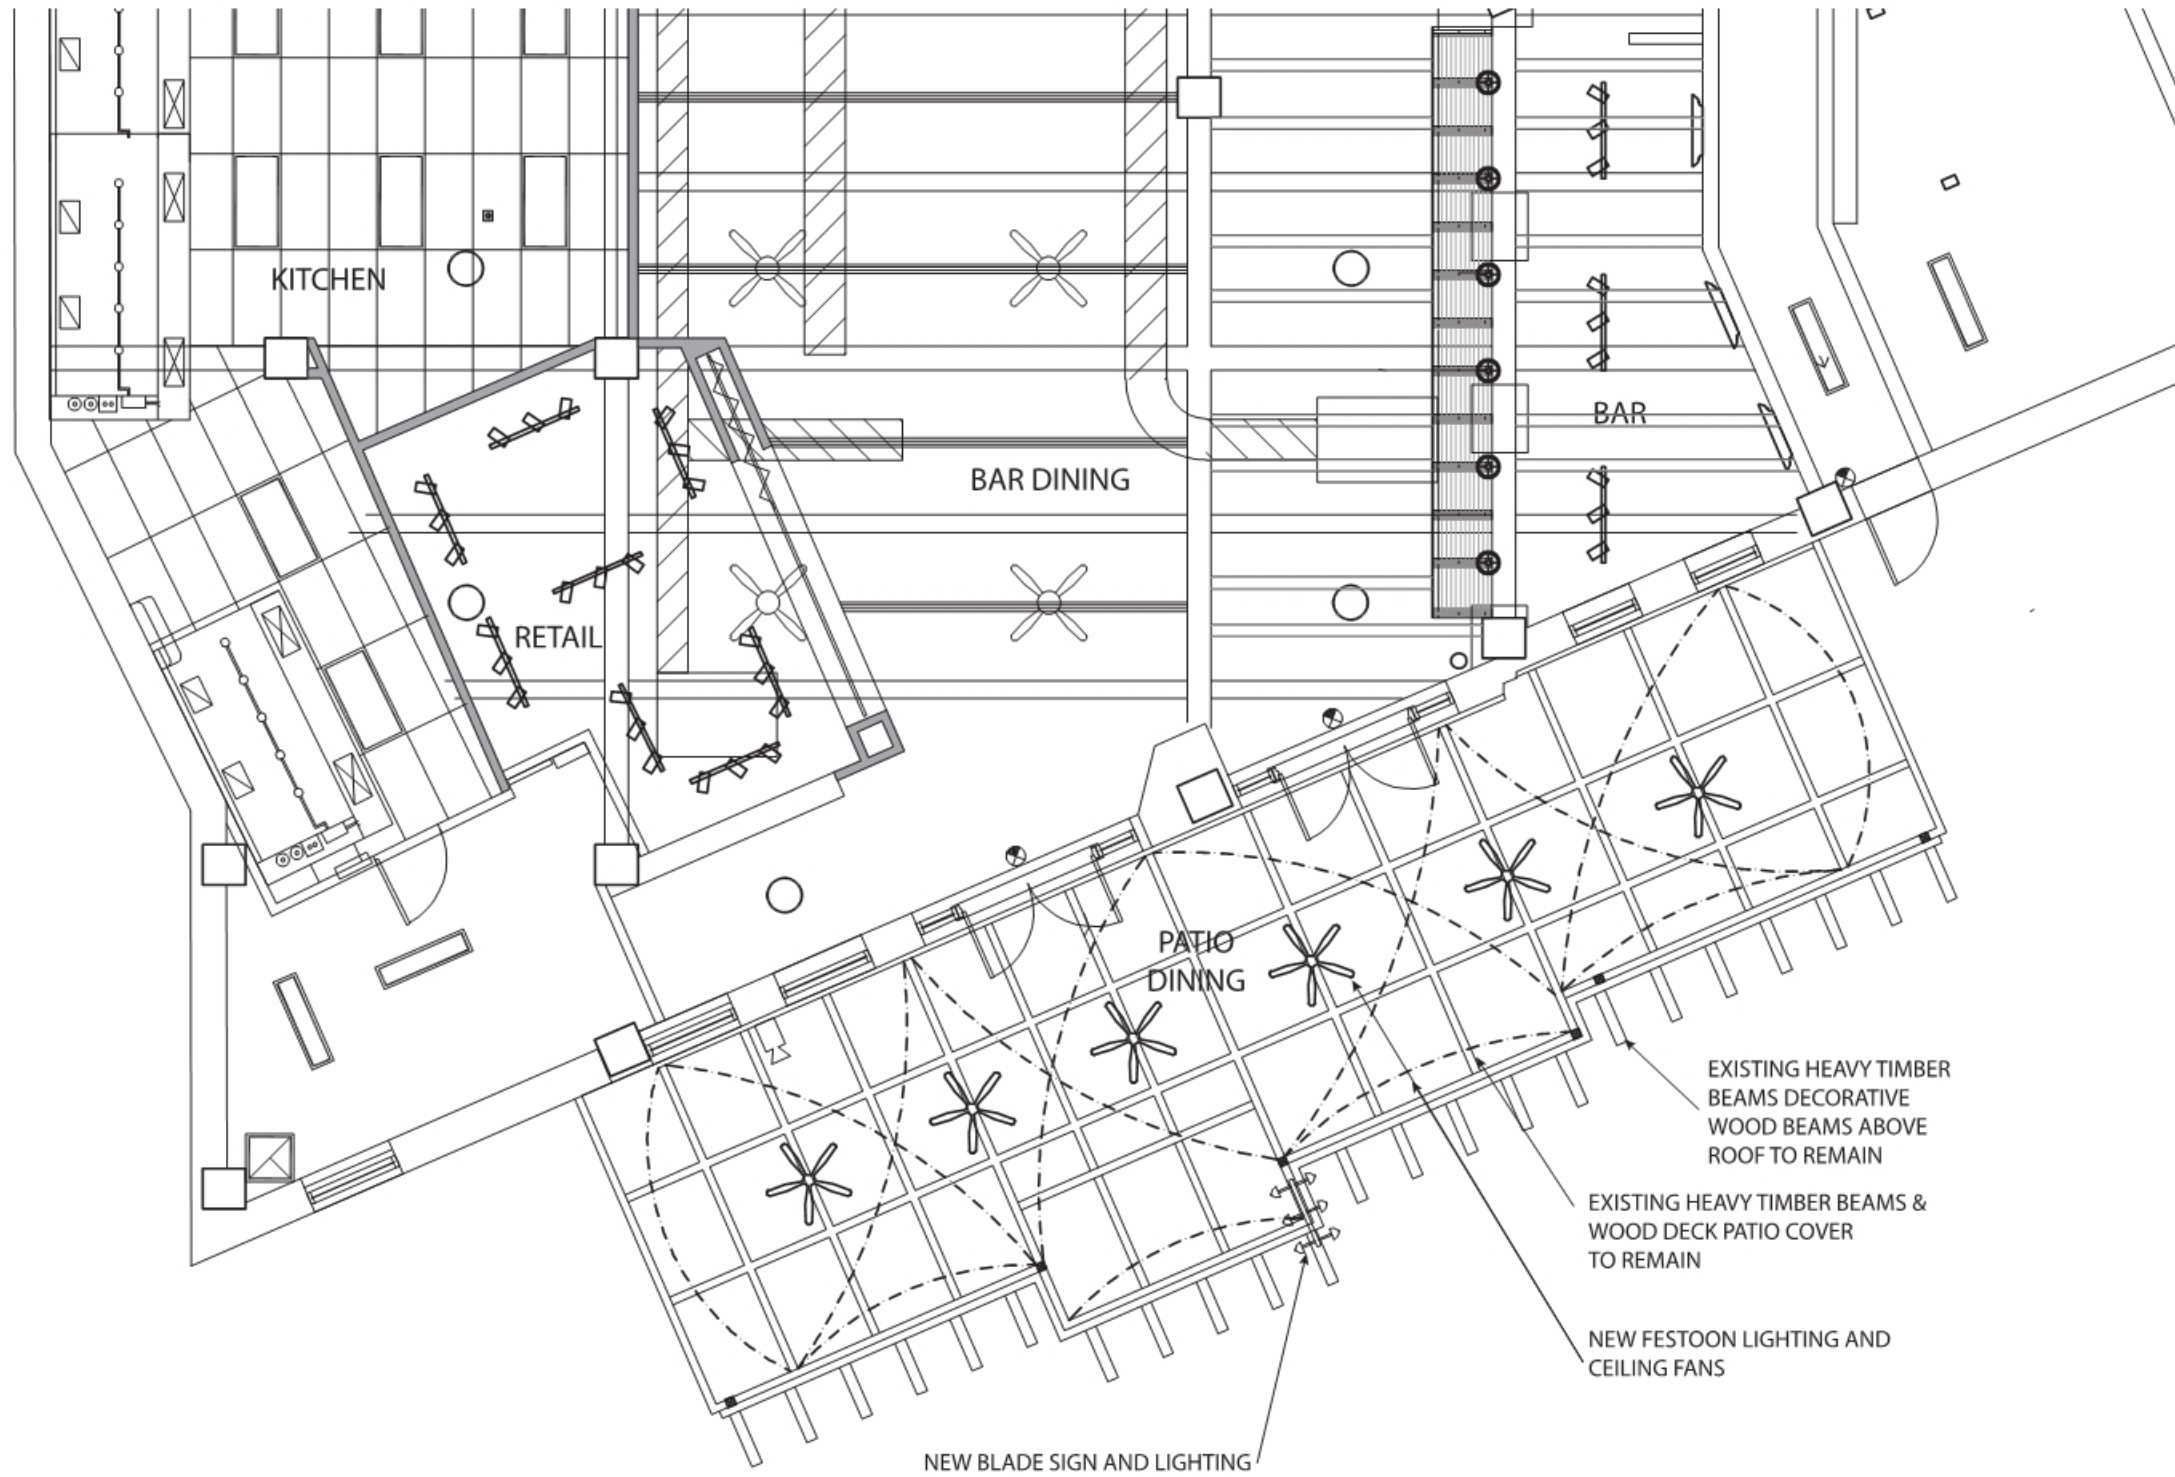 KITCHEN
BAR
BAR DINING
RETAIL
PATIO
DINING
EXISTING HEAVY TIMBER
BEAMS DECORATIVE
WOOD BEAMS ABOVE
ROOF TO REMAIN
EXISTING HEAVY TIMBER BEAMS &
WOOD DECK PATIO COVER
TO REMAIN
NEW FESTOON LIGHTING AND
CEILING FANS
NEW BLADE SIGN AND LIGHTING